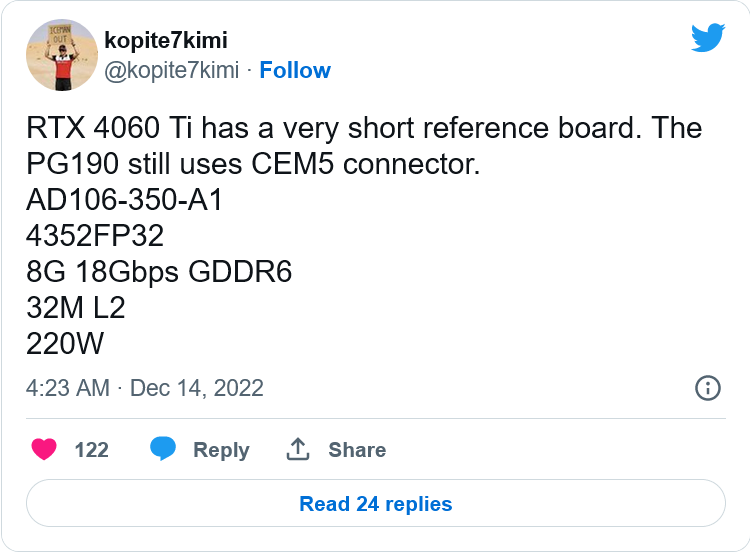 ICEMAN
OUT
kopite7kimi
@kopite7kimi · Follow
RTX 4060 Ti has a very short reference board. The
PG190 still uses CEM5 connector.
AD106-350-A1
4352FP32
8G 18Gbps GDDR6
32M L2
220W
4:23 AM · Dec 14, 2022
122 Reply Share
Read 24 replies